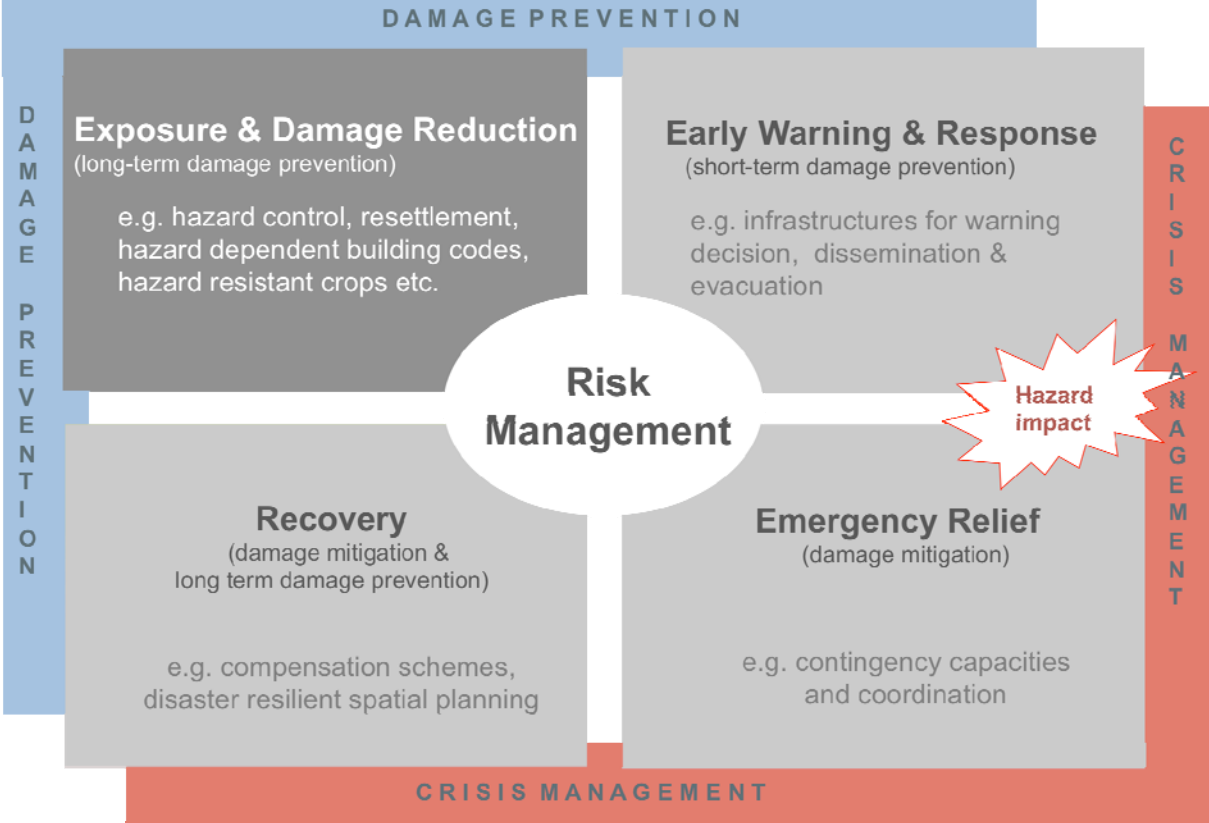 DAMAGE PREVENTION
DAMAGE PREVENTION
Exposure & Damage Reduction
(long-term damage prevention)
e.g. hazard control, resettlement,
hazard dependent building codes,
hazard resistant crops etc.
Early Warning & Response
(short-term damage prevention)
e.g. infrastructures for warning
decision, dissemination &
evacuation
CRISIS MANAGEMENT
Risk
Management
Hazard
impact
Recovery
(damage mitigation &
long term damage prevention)
e.g. compensation schemes,
disaster resilient spatial planning
Emergency Relief
(damage mitigation)
e.g. contingency capacities
and coordination
CRISIS MANAGEMENT